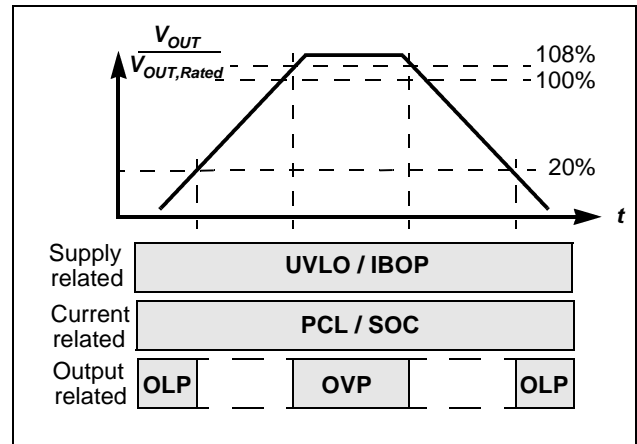 V_OUT
V_OUT,Rated
108%
100%
20%
t
Supply
related
UVLO / IBOP
Current
related
PCL / SOC
Output
related
OLP
OVP
OLP